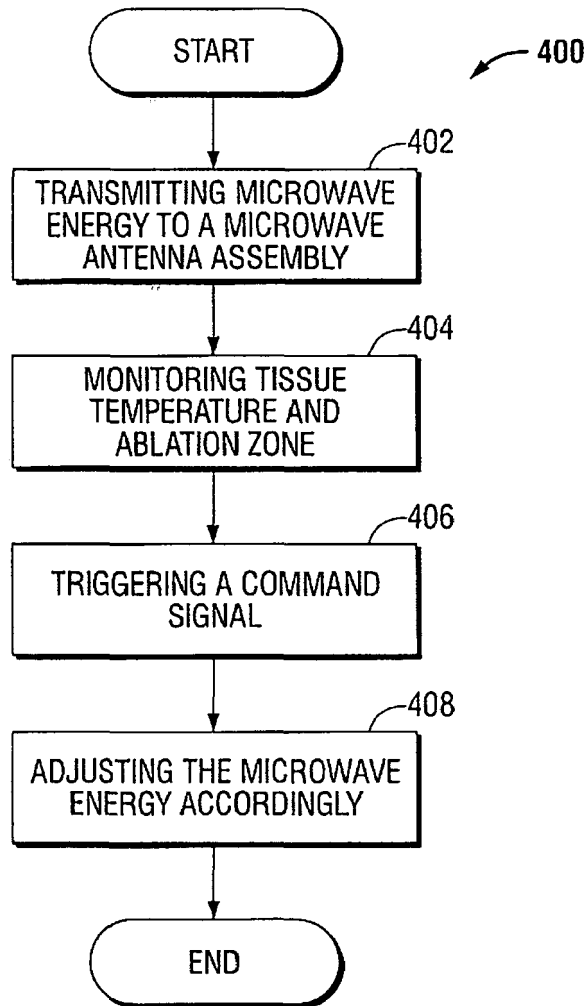 START
400
402
TRANSMITTING MICROWAVE
ENERGY TO A MICROWAVE
ANTENNA ASSEMBLY
404
MONITORING TISSUE
TEMPERATURE AND
ABLATION ZONE
406
TRIGGERING A COMMAND
SIGNAL
408
ADJUSTING THE MICROWAVE
ENERGY ACCORDINGLY
END